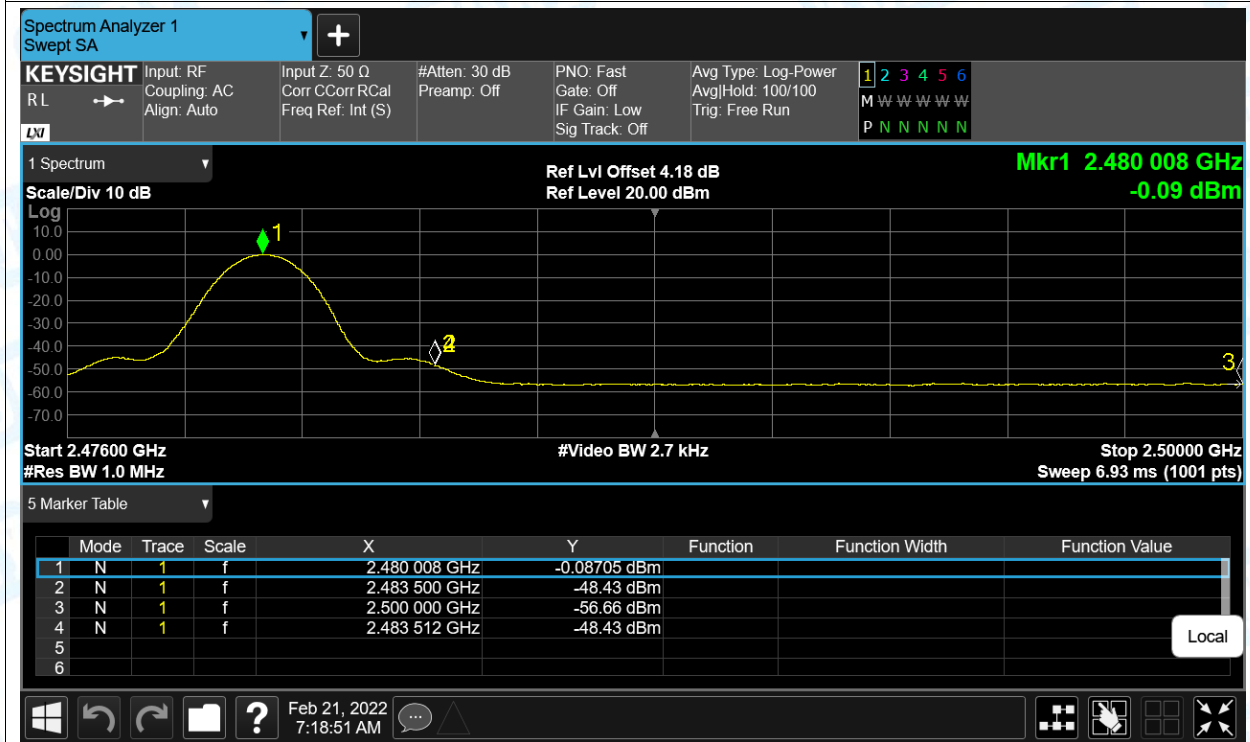 Spectrum Analyzer 1
Swept SA
KEYSIGHT
RL
LXI
Input: RF
Coupling: AC
Align: Auto
Input Z: 50 Ω
Corr CCorr RCal
Freq Ref: Int (S)
#Atten: 30 dB
Preamp: Off
PNO: Fast
Gate: Off
IF Gain: Low
Sig Track: Off
Avg Type: Log-Power
Avg|Hold: 100/100
Trig: Free Run
1 2 3 4 5 6
M W W W W W
P N N N N N
1 Spectrum
Scale/Div 10 dB
Ref Lvl Offset 4.18 dB
Ref Level 20.00 dBm
Mkr1 2.480 008 GHz
-0.09 dBm
Log
10.0
0.00
-10.0
-20.0
-30.0
-40.0
-50.0
-60.0
-70.0
1
2
3
Start 2.47600 GHz
#Res BW 1.0 MHz
#Video BW 2.7 kHz
Stop 2.50000 GHz
Sweep 6.93 ms (1001 pts)
5 Marker Table
Mode Trace Scale X Y Function Function Width Function Value
1 N 1 f 2.480 008 GHz -0.08705 dBm
2 N 1 f 2.483 500 GHz -48.43 dBm
3 N 1 f 2.500 000 GHz -56.66 dBm
4 N 1 f 2.483 512 GHz -48.43 dBm
5
6
Local
?
Feb 21, 2022
7:18:51 AM